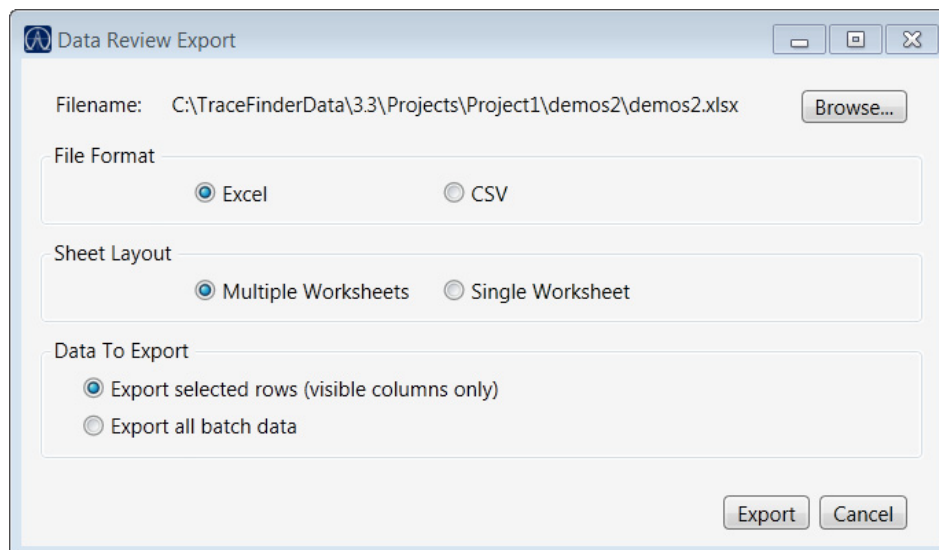 Data Review Export
Filename: C:\TraceFinderData\3.3\Projects\Project1\demos2\demos2.xlsx Browse...
File Format
Excel CSV
Sheet Layout
Multiple Worksheets Single Worksheet
Data To Export
Export selected rows (visible columns only)
Export all batch data
Export Cancel